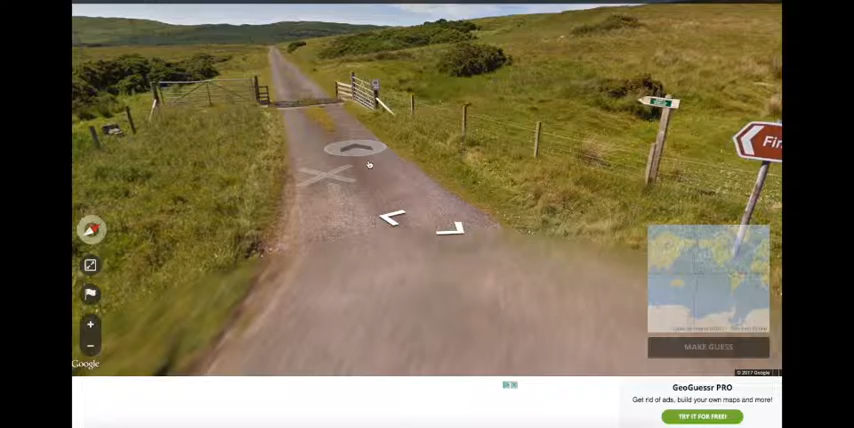 Fin
Google
MAKE GUESS
© 2017 Google
GeoGuessr PRO
Get rid of ads, build your own maps and more!
TRY IT FOR FREE!